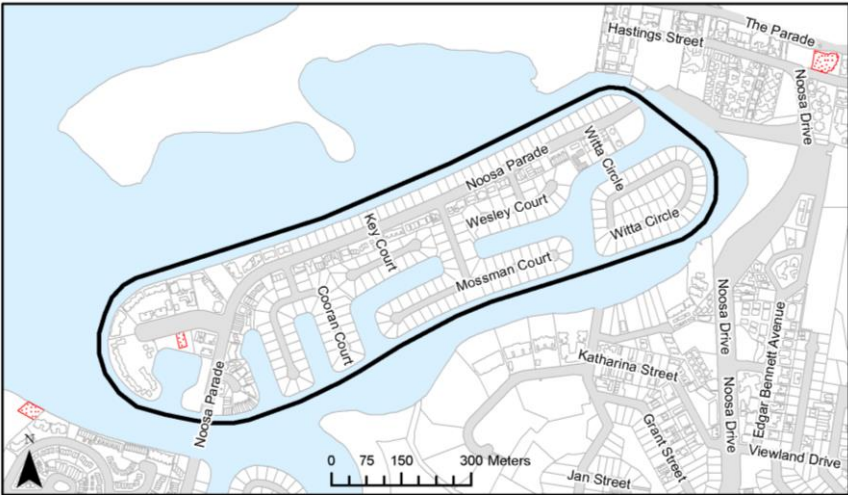 The Parade
Hastings Street
Noosa Drive
Noosa Parade
Witta Circle
Wesley Court
Key Court
Witta Circle
Mossman Court
Cooran Court
Noosa Drive
Edgar Bennett Avenue
Katharina Street
Noosa Parade
Noosa Drive
Grant Street
Viewland Drive
Jan Street
N
0 75 150 300 Meters